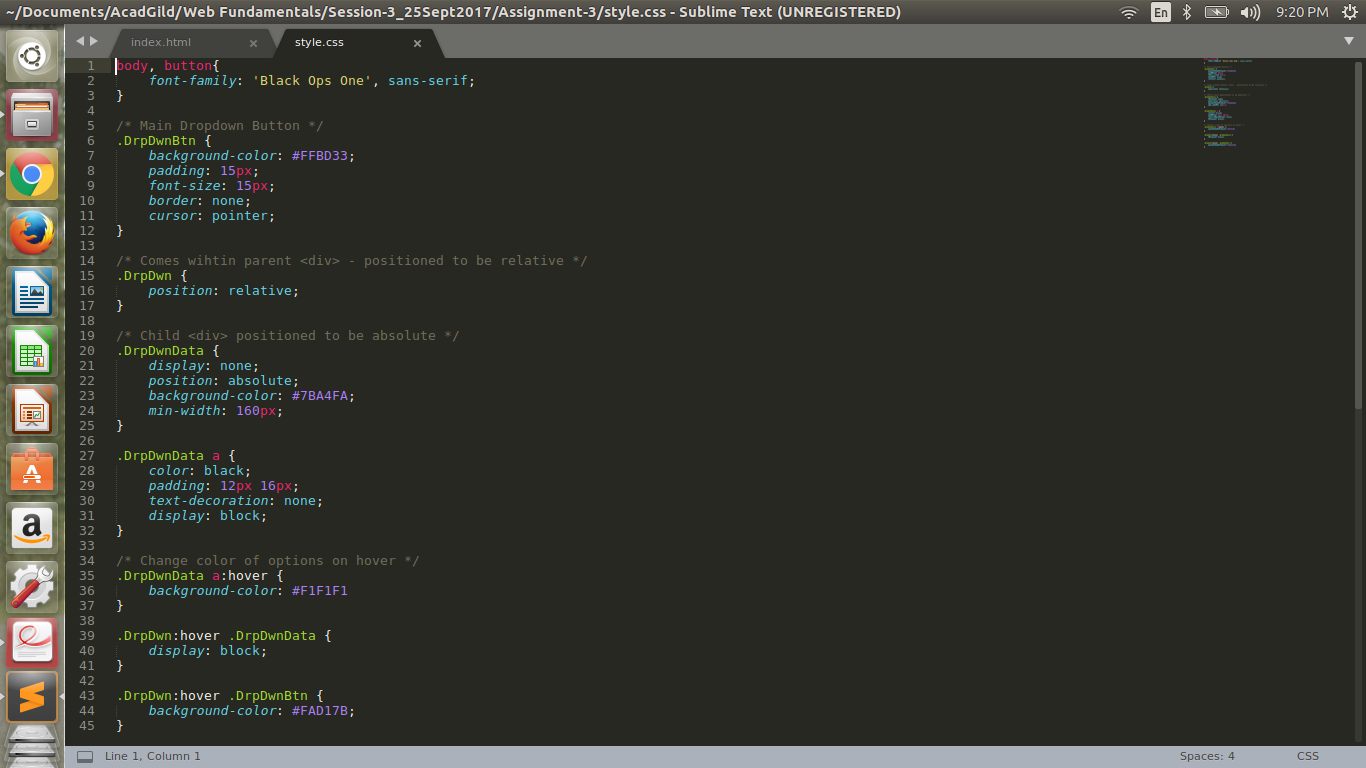 ~/Documents/AcadGild/Web Fundamentals/Session-3_25Sept2017/Assignment-3/style.css - Sublime Text (UNREGISTERED)
En
9:20 PM
index.html
style.css
1 body, button{
2     font-family: 'Black Ops One', sans-serif;
3 }
4
5 /* Main Dropdown Button */
6 .DrpDwnBtn {
7     background-color: #FFBD33;
8     padding: 15px;
9     font-size: 15px;
10     border: none;
11     cursor: pointer;
12 }
13
14 /* Comes wihtin parent <div> - positioned to be relative */
15 .DrpDwn {
16     position: relative;
17 }
18
19 /* Child <div> positioned to be absolute */
20 .DrpDwnData {
21     display: none;
22     position: absolute;
23     background-color: #7BA4FA;
24     min-width: 160px;
25 }
26
27 .DrpDwnData a {
28     color: black;
29     padding: 12px 16px;
30     text-decoration: none;
31     display: block;
32 }
33
34 /* Change color of options on hover */
35 .DrpDwnData a:hover {
36     background-color: #F1F1F1
37 }
38
39 .DrpDwn:hover .DrpDwnData {
40     display: block;
41 }
42
43 .DrpDwn:hover .DrpDwnBtn {
44     background-color: #FAD17B;
45 }
Line 1, Column 1
Spaces: 4
CSS